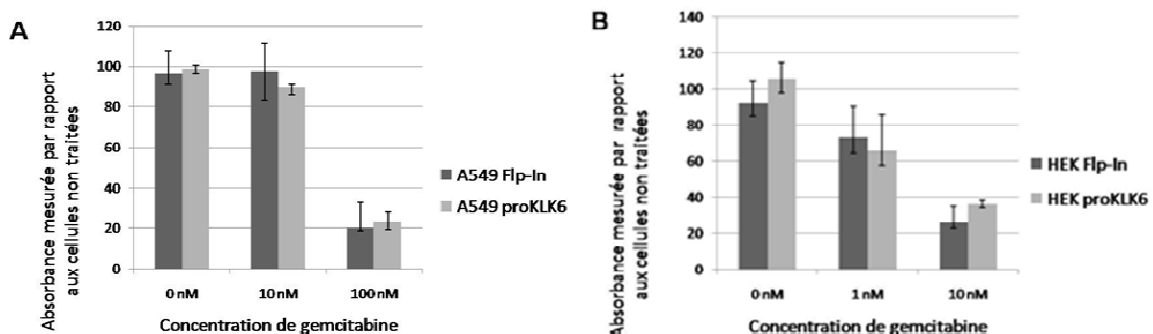 A
Absorbance mesurée par rapport
aux cellules non traitées
120
100
80
60
40
20
0
0 nM
10 nM
100 nM
Concentration de gemcitabine
A549 Flp-In
A549 proKLK6
B
Absorbance mesurée par rapport
aux cellules non traitées
140
120
100
80
60
40
20
0
0 nM
1 nM
10 nM
Concentration de gemcitabine
HEK Flp-In
HEK proKLK6